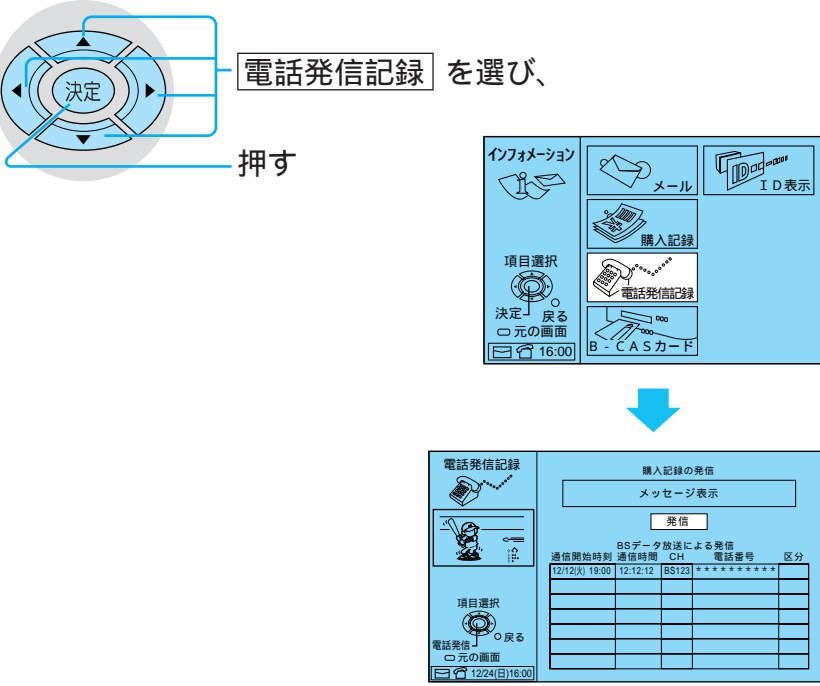 決定
電話発信記録 を選び、
押す
インフォメーション
メール
ID表示
購入記録
電話発信記録
B-CASカード
項目選択
決定
戻る
元の画面
16:00
電話発信記録
項目選択
電話発信
戻る
元の画面
12/24(日)16:00
購入記録の発信
メッセージ表示
発信
BSデータ放送による発信
通信開始時刻 通信時間 CH 電話番号 区分
12/12(火) 19:00 12:12:12 BS123 **********